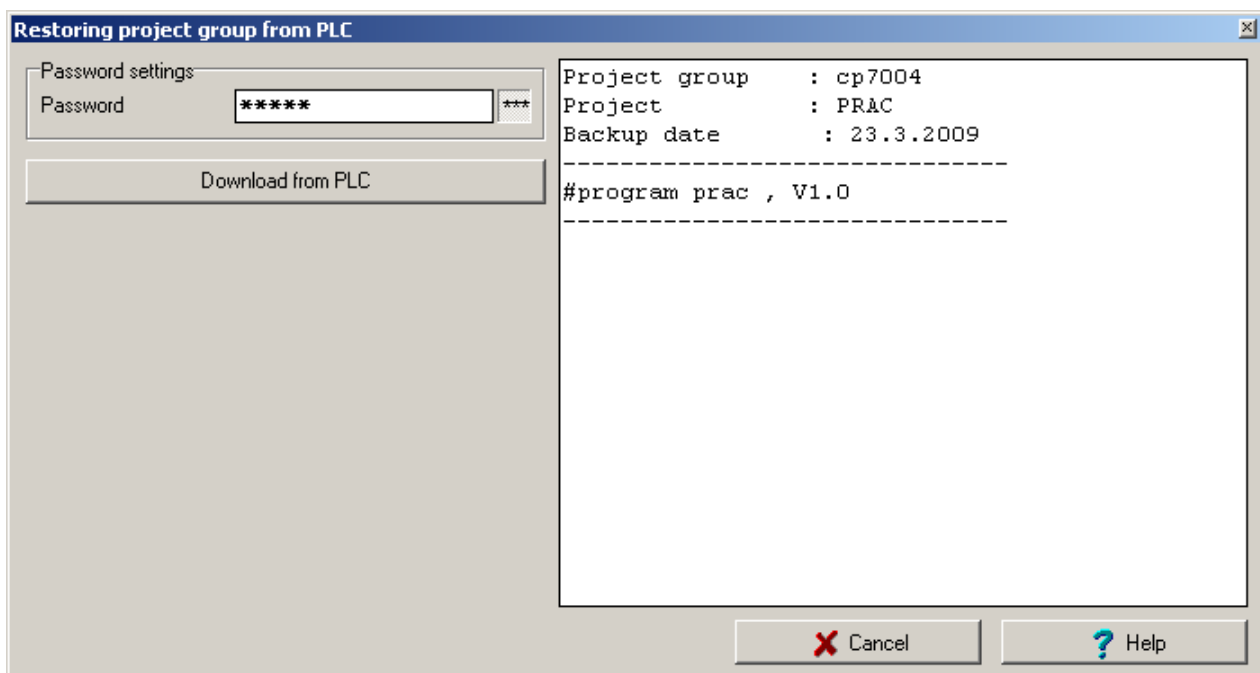 Restoring project group from PLC
Password settings
Password ***** ***
Download from PLC
Project group : cp7004
Project : PRAC
Backup date : 23.3.2009
-------------------------------
#program prac , V1.0
-------------------------------
Cancel
Help